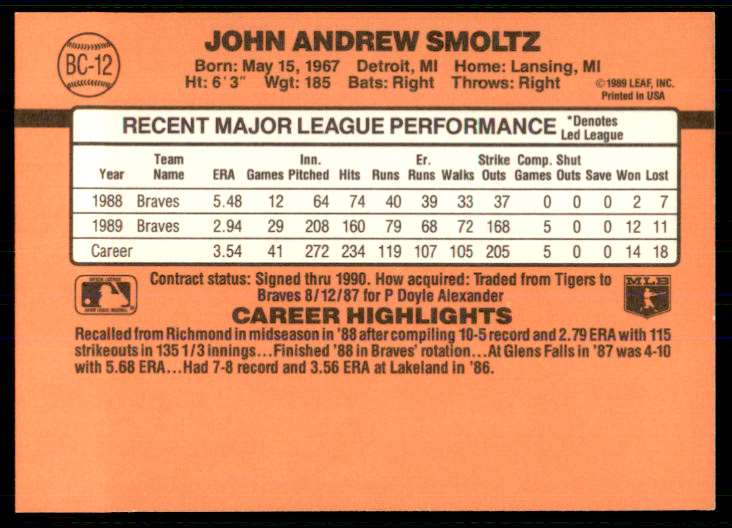 BC-12
JOHN ANDREW SMOLTZ
Born: May 15, 1967 Detroit, MI Home: Lansing, MI
Ht: 6'3" Wgt: 185 Bats: Right Throws: Right
©1989 LEAF, INC.
Printed in USA
RECENT MAJOR LEAGUE PERFORMANCE *Denotes Led League
Year Team Name ERA Games Inn. Pitched Hits Runs Er. Runs Walks Strike Outs Comp. Games Shut Outs Save Won Lost
1988 Braves 5.48 12 64 74 40 39 33 37 0 0 0 2 7
1989 Braves 2.94 29 208 160 79 68 72 168 5 0 0 12 11
Career 3.54 41 272 234 119 107 105 205 5 0 0 14 18
Contract status: Signed thru 1990. How acquired: Traded from Tigers to
Braves 8/12/87 for P Doyle Alexander
MLB
CAREER HIGHLIGHTS
Recalled from Richmond in midseason in '88 after compiling 10-5 record and 2.79 ERA with 115
strikeouts in 135 1/3 innings...Finished '88 in Braves' rotation...At Glens Falls in '87 was 4-10
with 5.68 ERA...Had 7-8 record and 3.56 ERA at Lakeland in '86.